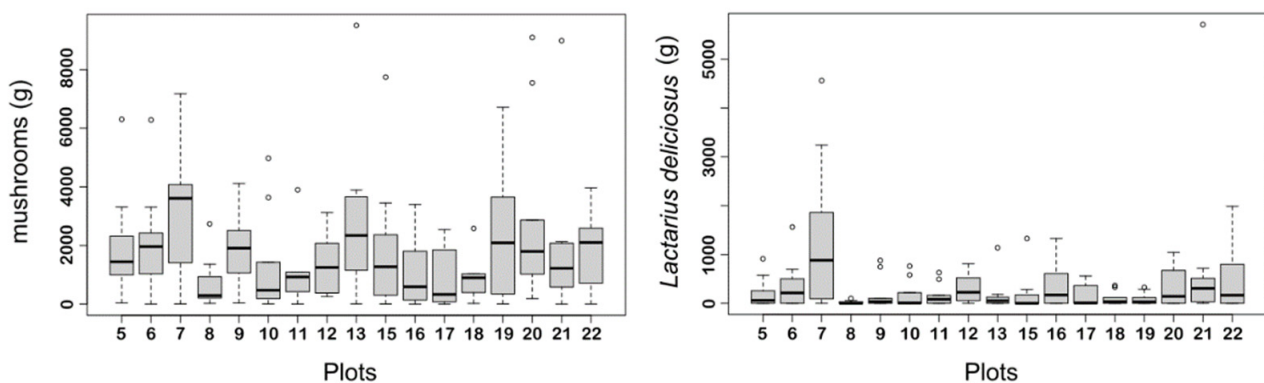 mushrooms (g)
0 2000 4000 6000 8000
5 6 7 8 9 10 11 12 13 15 16 17 18 19 20 21 22
Plots
Lactarius deliciosus (g)
0 1000 3000 5000
5 6 7 8 9 10 11 12 13 15 16 17 18 19 20 21 22
Plots